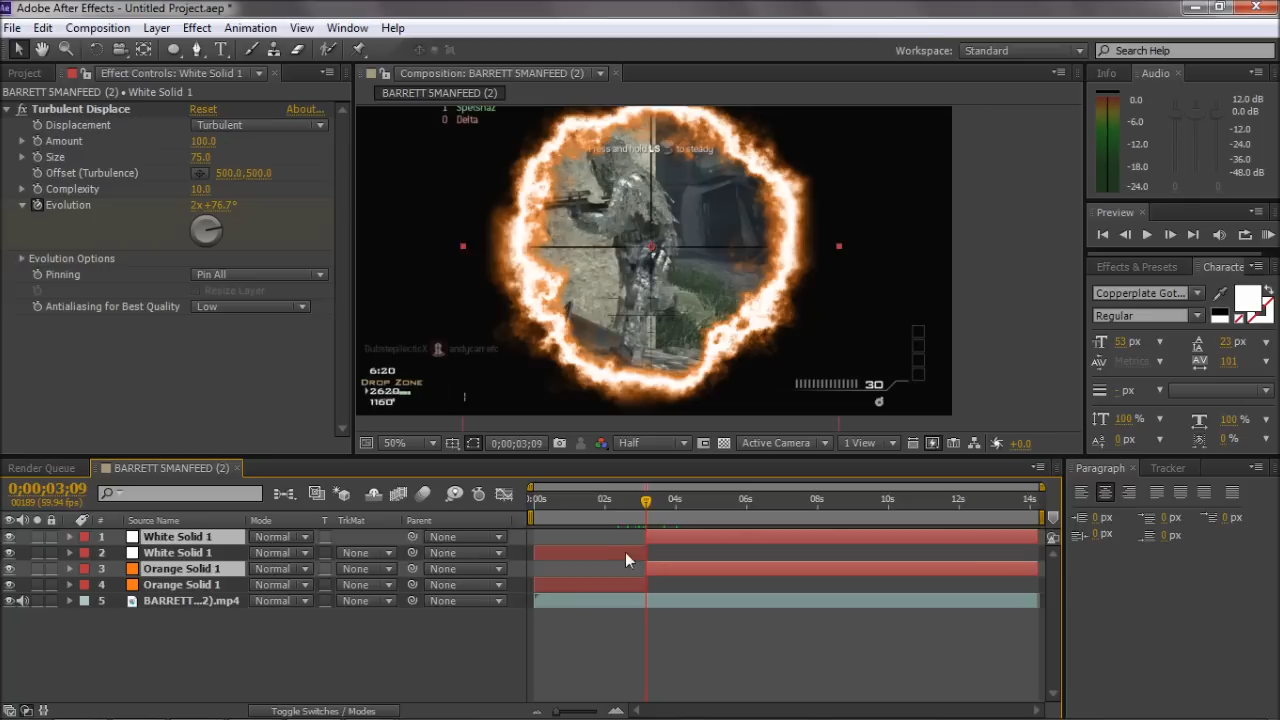 Adobe After Effects - Untitled Project.aep *
File Edit Composition Layer Effect Animation View Window Help
Workspace: Standard Search Help
Project Effect Controls: White Solid 1 Composition: BARRETT 5MANFEED (2) Info Audio
BARRETT 5MANFEED (2) • White Solid 1
BARRETT 5MANFEED (2)
Turbulent Displace Reset About...
Displacement Turbulent
Amount 100.0
Size 75.0
Offset (Turbulence) 500.0,500.0
Complexity 10.0
Evolution 2x+76.7°
Evolution Options
Pinning Pin All
Resize Layer
Antialiasing for Best Quality Low
1 Spetsnaz
0 Delta
Press and hold LS to steady
DubstepilecticX andycarretc
6:20
DROP ZONE
2620
1160
30
50% 0;00;03;09 Half Active Camera 1 View +0.0
0.0 12.0 dB
-6.0 0.0 dB
-12.0 -12.0 dB
-18.0 -36.0 dB
-24.0 -48.0 dB
Preview
Effects & Presets Characte
Copperplate Got...
Regular
53 px 23 px
Metrics 101
- px
100 % 100 %
0 px 0 %
Render Queue BARRETT 5MANFEED (2)
0;00;03;09
00189 (59.94 fps)
:00s 02s 04s 06s 08s 10s 12s 14s
# Source Name Mode T TrkMat Parent
1 White Solid 1 Normal None
2 White Solid 1 Normal None None
3 Orange Solid 1 Normal None None
4 Orange Solid 1 Normal None None
5 BARRETT...2).mp4 Normal None None
Toggle Switches / Modes
Paragraph Tracker
0 px 0 px 0 px
0 px 0 px